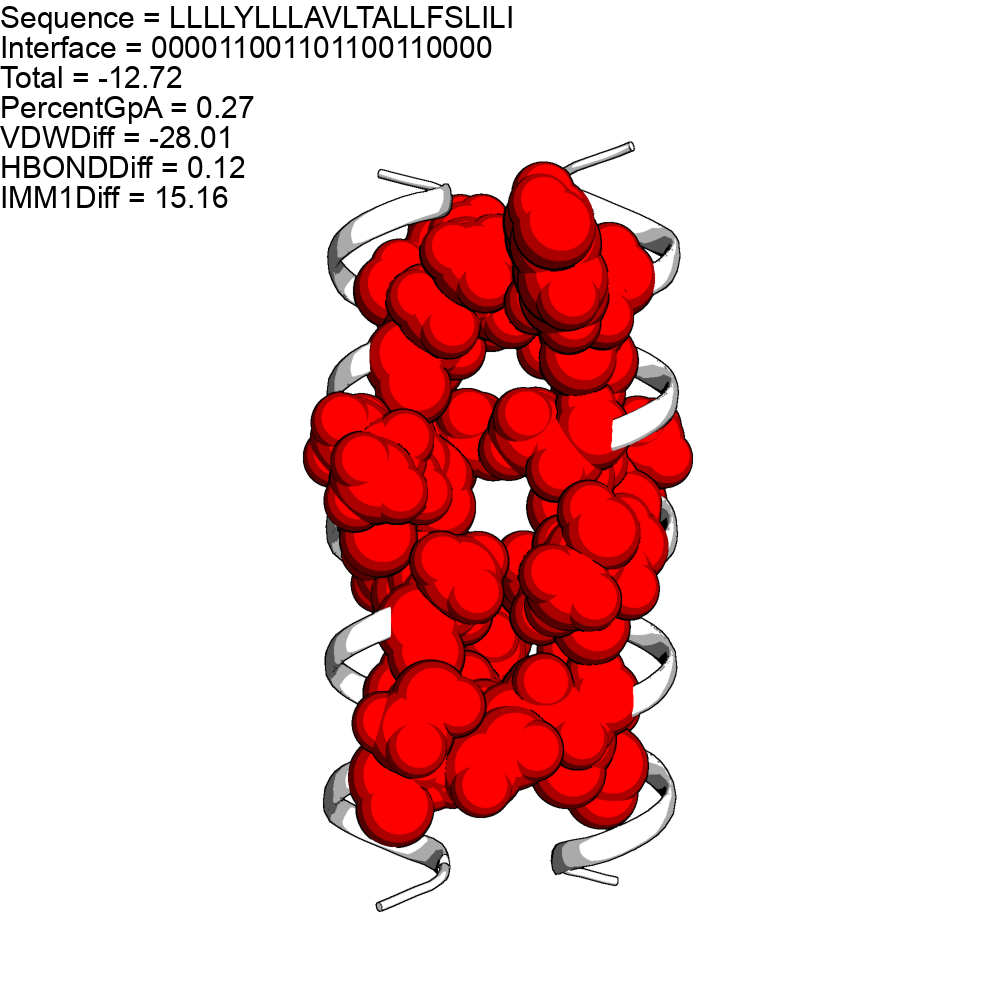 Sequence = LLLLYLLLAVLTALLFSLILI
Interface = 000011001101100110000
Total = -12.72
PercentGpA = 0.27
VDWDiff = -28.01
HBONDDiff = 0.12
IMM1Diff = 15.16